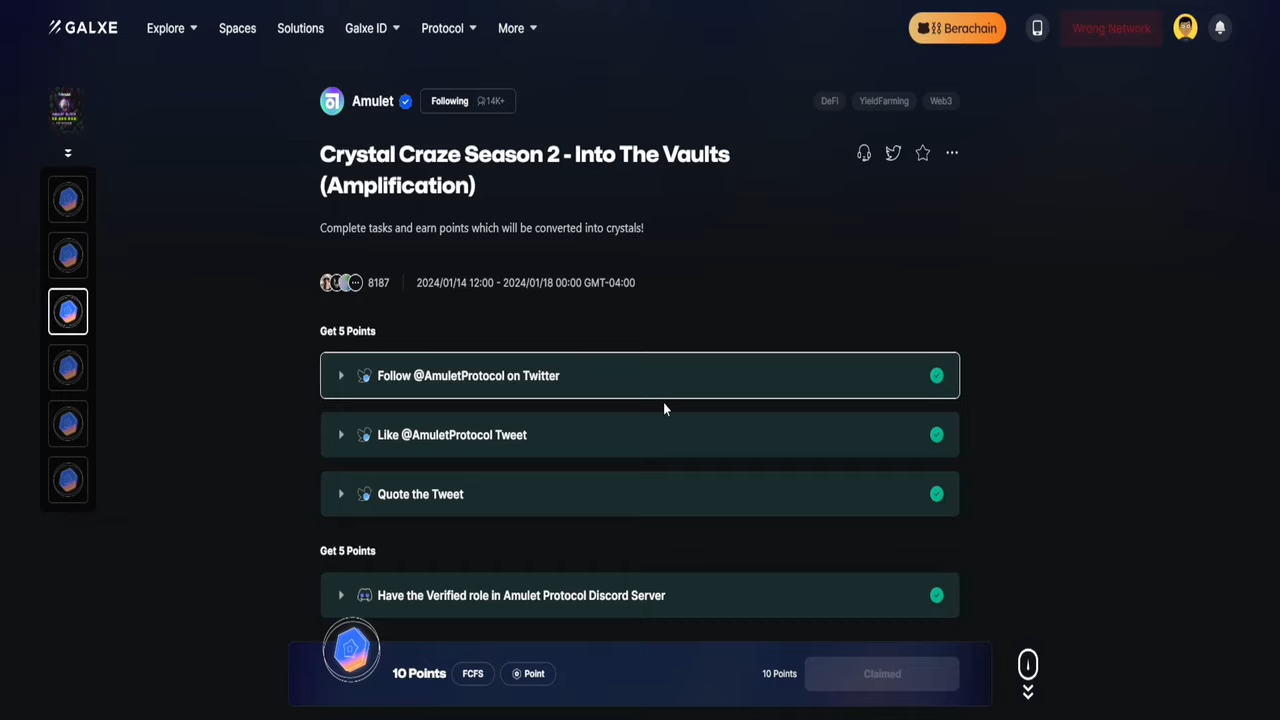 GALXE
Explore
Spaces
Solutions
Galxe ID
Protocol
More
Berachain
Wrong Network
Amulet
Following 14K+
DeFi
YieldFarming
Web3
Crystal Craze Season 2 - Into The Vaults
(Amplification)
Complete tasks and earn points which will be converted into crystals!
8187
2024/01/14 12:00 - 2024/01/18 00:00 GMT-04:00
Get 5 Points
Follow @AmuletProtocol on Twitter
Like @AmuletProtocol Tweet
Quote the Tweet
Get 5 Points
Have the Verified role in Amulet Protocol Discord Server
10 Points
FCFS
Point
10 Points
Claimed